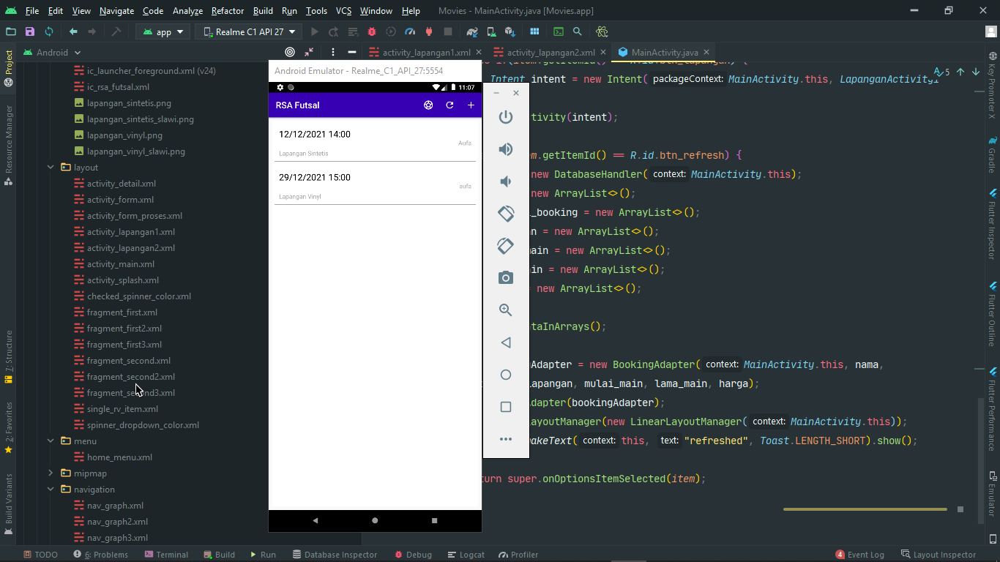 File Edit View Navigate Code Analyze Refactor Build Run Tools VCS Window Help Movies - MainActivity.java [Movies.app]
app Realme C1 API 27
Android activity_lapangan1.xml activity_lapangan2.xml MainActivity.java
1: Project
Resource Manager
7: Structure
2: Favorites
Build Variants
ic_launcher_foreground.xml (v24)
ic_rsa_futsal.xml
lapangan_sintetis.png
lapangan_sintetis_slawi.png
lapangan_vinyl.png
lapangan_vinyl_slawi.png
layout
activity_detail.xml
activity_form.xml
activity_form_proses.xml
activity_lapangan1.xml
activity_lapangan2.xml
activity_main.xml
activity_splash.xml
checked_spinner_color.xml
fragment_first.xml
fragment_first2.xml
fragment_first3.xml
fragment_second.xml
fragment_second2.xml
fragment_second3.xml
single_rv_item.xml
spinner_dropdown_color.xml
menu
home_menu.xml
mipmap
navigation
nav_graph.xml
nav_graph2.xml
nav_graph3.xml
Android Emulator - Realme_C1_API_27:5554
11:07
RSA Futsal
12/12/2021 14:00
Aufa
Lapangan Sintetis
29/12/2021 15:00
aufa
Lapangan Vinyl
5
Intent intent = new Intent( packageContext: MainActivity.this, LapanganActivity1
tivity(intent);
m.getItemId() == R.id.btn_refresh) {
new DatabaseHandler( context: MainActivity.this);
new ArrayList<>();
_booking = new ArrayList<>();
n = new ArrayList<>();
ain = new ArrayList<>();
in = new ArrayList<>();
= new ArrayList<>();
taInArrays();
gAdapter = new BookingAdapter( context: MainActivity.this, nama,
lapangan, mulai_main, lama_main, harga);
dapter(bookingAdapter);
LayoutManager(new LinearLayoutManager( context: MainActivity.this));
akeText( context: this, text: "refreshed", Toast.LENGTH_SHORT).show();
urn super.onOptionsItemSelected(item);
Key Promoter X
Gradle
Flutter Inspector
Flutter Outline
Flutter Performance
Emulator
TODO 6: Problems Terminal Build Run Database Inspector Debug Logcat Profiler 4 Event Log Layout Inspector